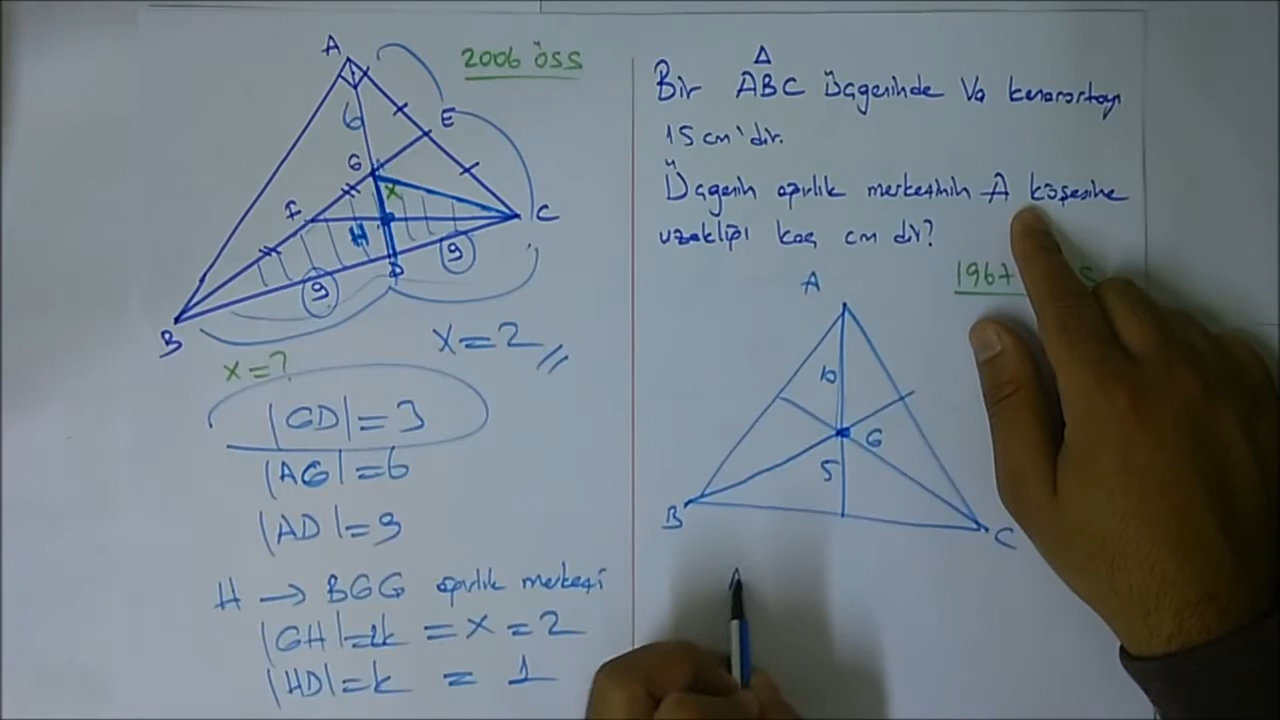 A
2006 ÖSS
6
E
G
x
F
H
C
D
9
9
B
x=?
x=2
|GD|=3
|AG|=6
|AD|=9
H → BGG ağırlık merkezi
|GH|=2k = x = 2
|HD|=k = 1
Bir ABC üçgeninde Va kenarortayı
15 cm'dir.
Üçgenin ağırlık merkezinin A köşesine
uzaklığı kaç cm dir?
1967
A
10
G
5
B
C